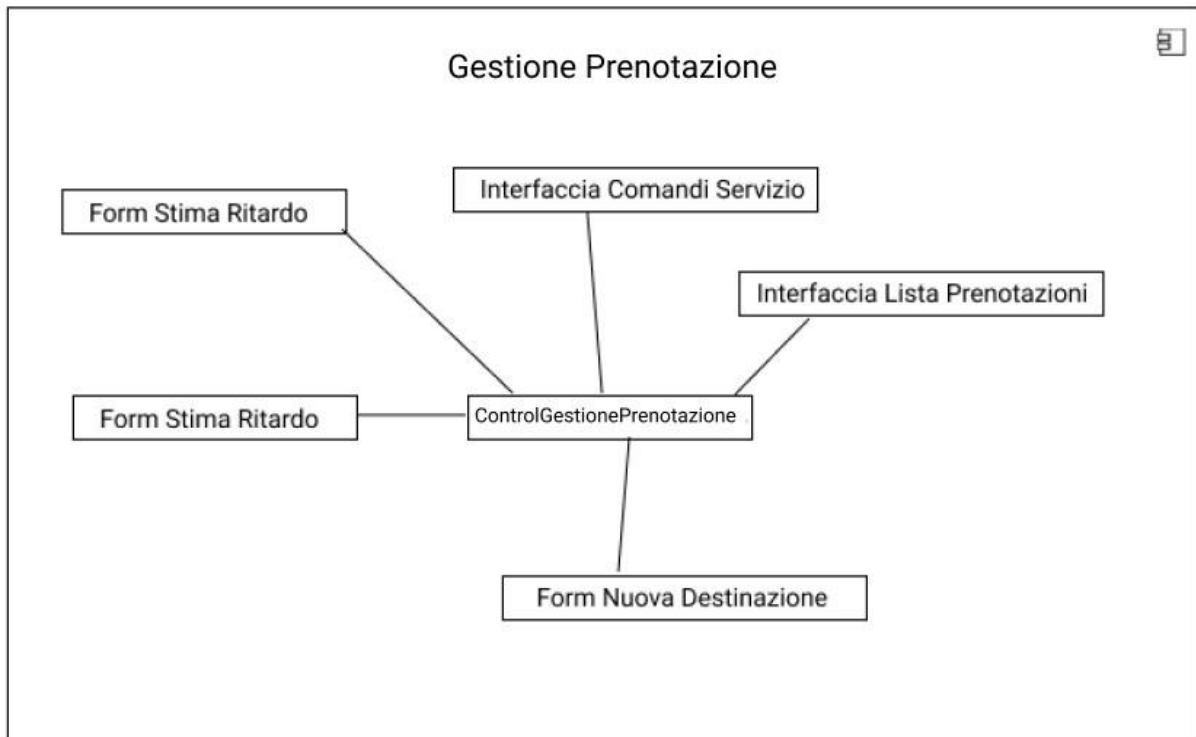 Gestione Prenotazione
Interfaccia Comandi Servizio
Form Stima Ritardo
Interfaccia Lista Prenotazioni
Form Stima Ritardo
ControlGestionePrenotazione
Form Nuova Destinazione